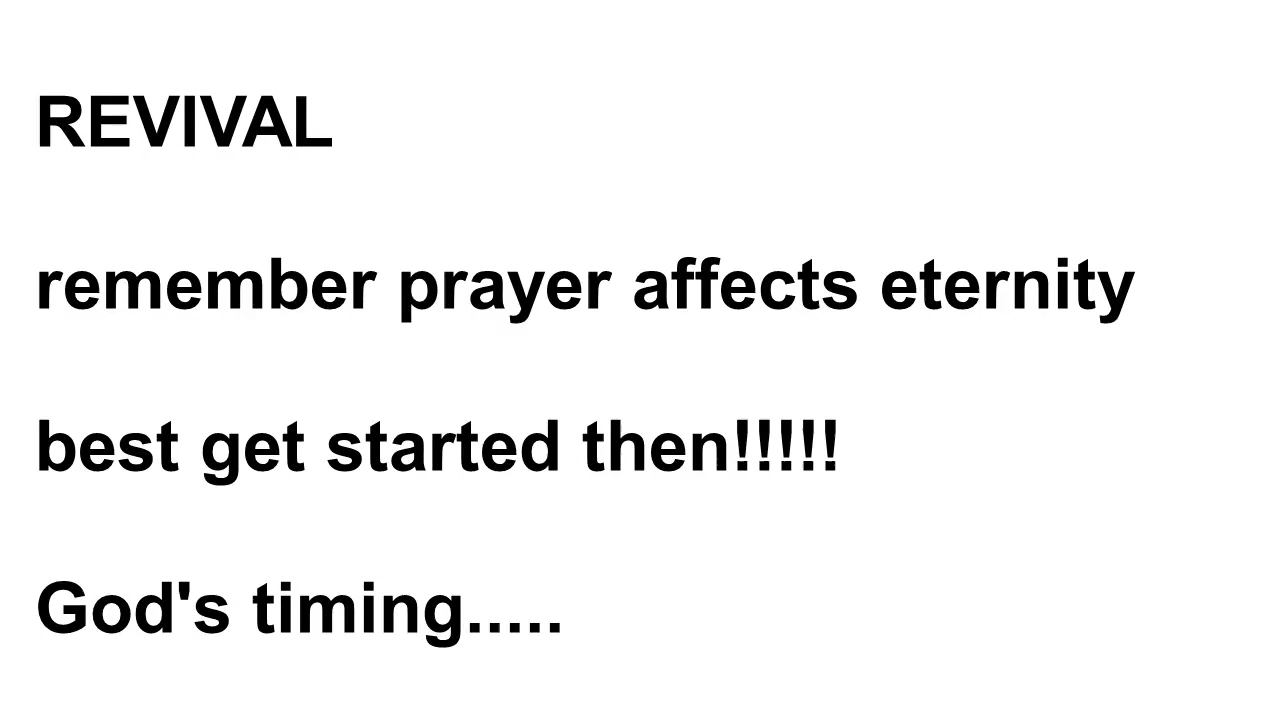 REVIVAL
remember prayer affects eternity
best get started then!!!!!
God's timing.....